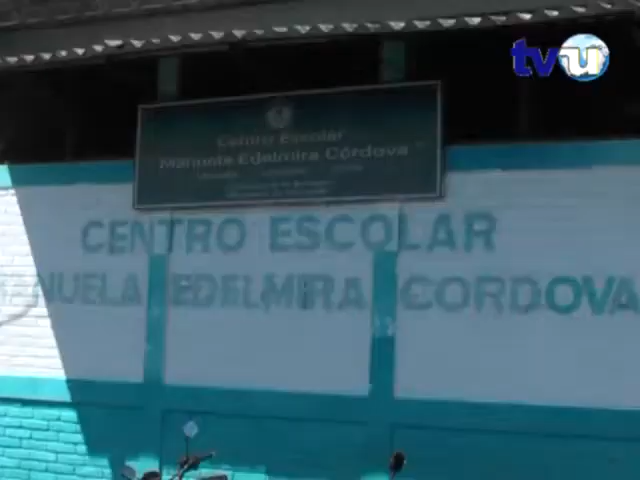 tvu
Centro Escolar
Manuela Edelmira Córdova
CENTRO ESCOLAR
MANUELA EDELMIRA CORDOVA